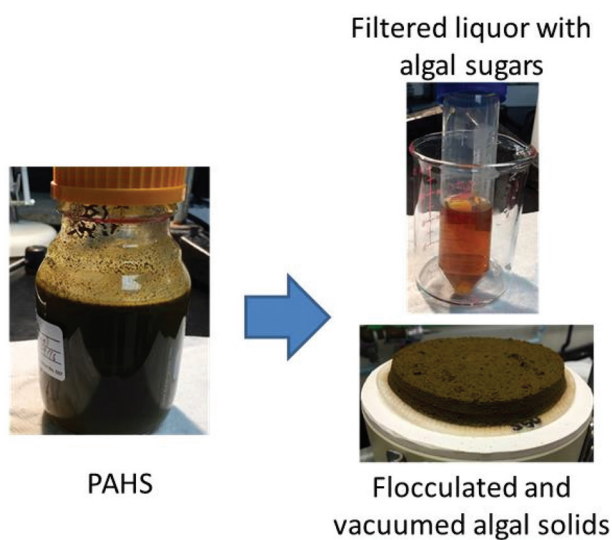 Filtered liquor with
algal sugars
PAHS
Flocculated and
vacuumed algal solids